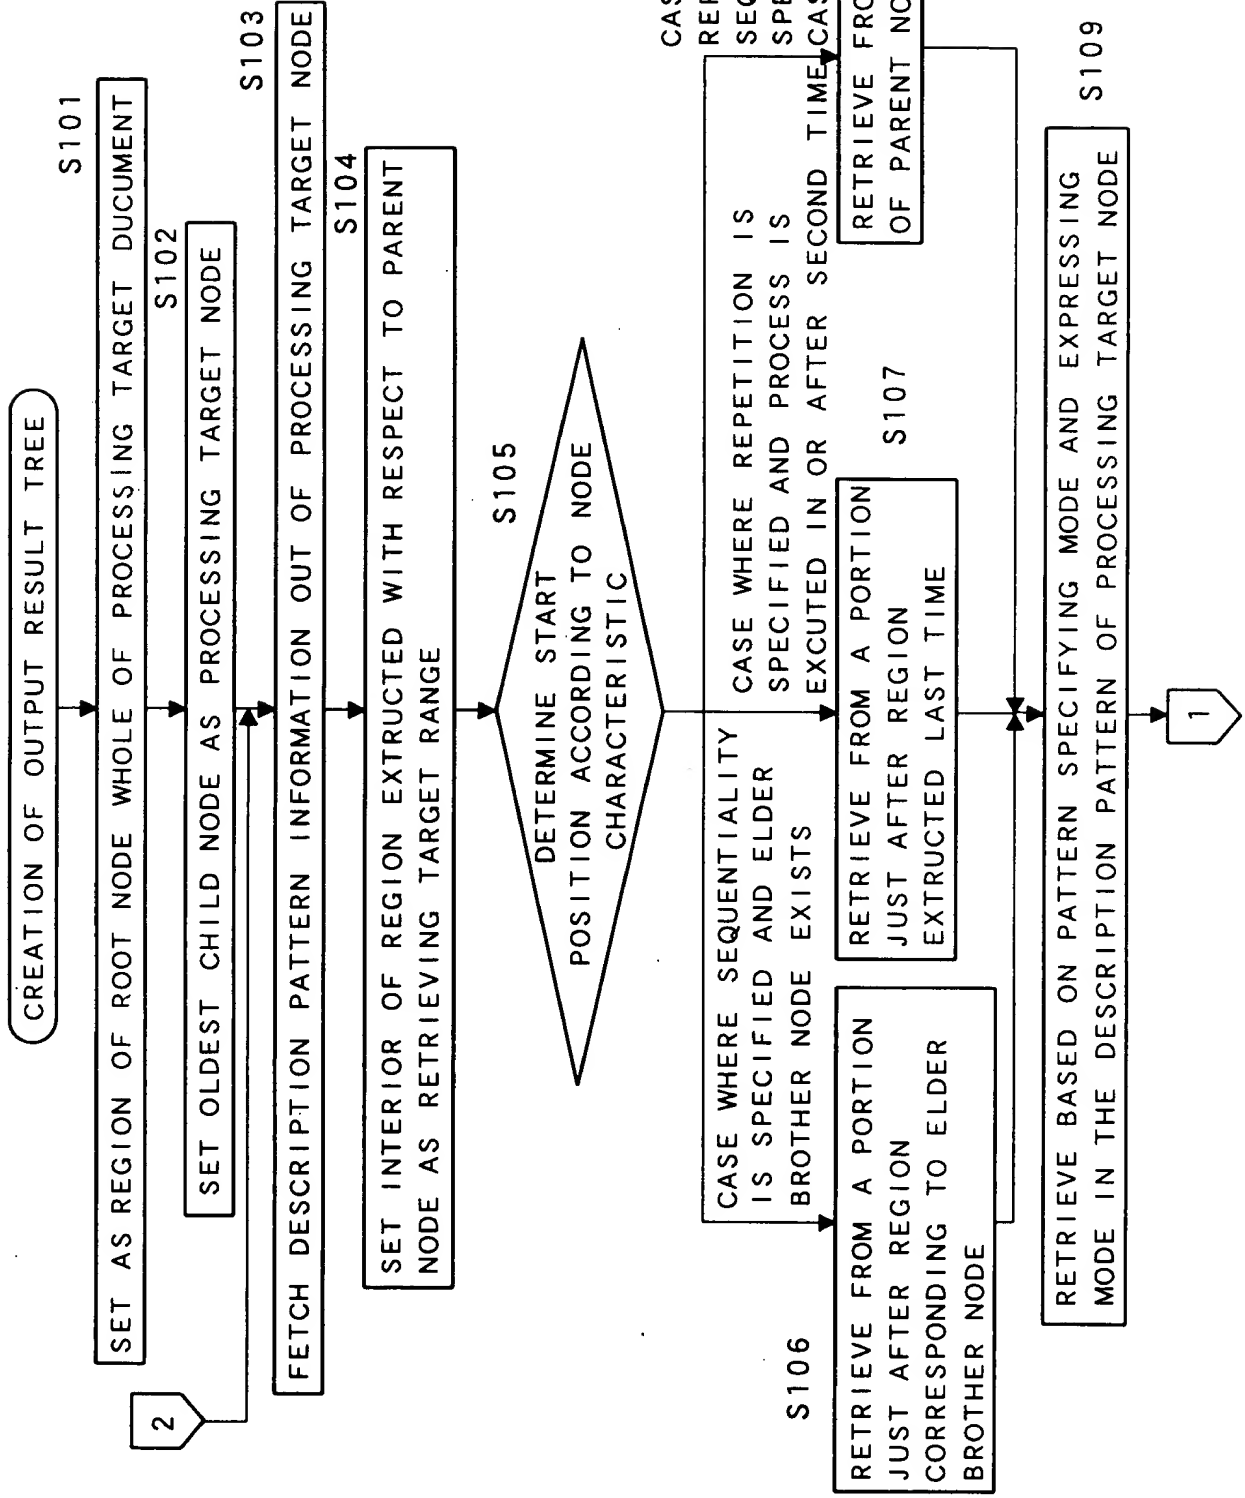 CREATION OF OUTPUT RESULT TREE
S101
SET AS REGION OF ROOT NODE WHOLE OF PROCESSING TARGET DUCUMENT
S102
SET OLDEST CHILD NODE AS PROCESSING TARGET NODE
2
S103
FETCH DESCRIPTION PATTERN INFORMATION OUT OF PROCESSING TARGET NODE
S104
SET INTERIOR OF REGION EXTRUCTED WITH RESPECT TO PARENT
NODE AS RETRIEVING TARGET RANGE
S105
DETERMINE START
POSITION ACCORDING TO NODE
CHARACTERISTIC
CASE WHERE SEQUENTIALITY
IS SPECIFIED AND ELDER
BROTHER NODE EXISTS
CASE WHERE REPETITION IS
SPECIFIED AND PROCESS IS
EXCUTED IN OR AFTER SECOND TIME
S106
RETRIEVE FROM A PORTION
JUST AFTER REGION
CORRESPONDING TO ELDER
BROTHER NODE
S107
RETRIEVE FROM A PORTION
JUST AFTER REGION
EXTRUCTED LAST TIME
RETRIEVE
OF PARENT
S109
RETRIEVE BASED ON PATTERN SPECIFYING MODE AND EXPRESSING
MODE IN THE DESCRIPTION PATTERN OF PROCESSING TARGET NODE
1